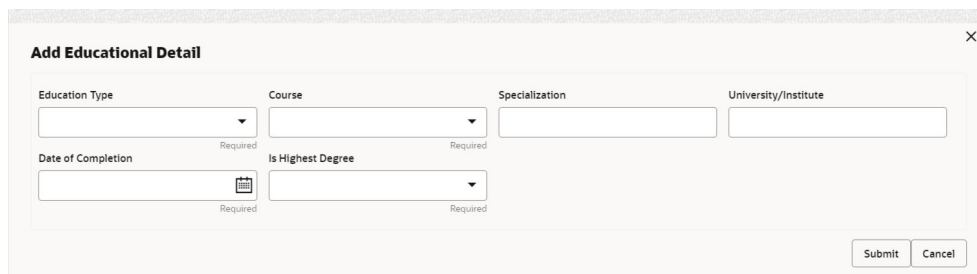 Add Educational Detail
Education Type Course Specialization University/Institute
Required Required
Date of Completion Is Highest Degree
Required Required
Submit Cancel